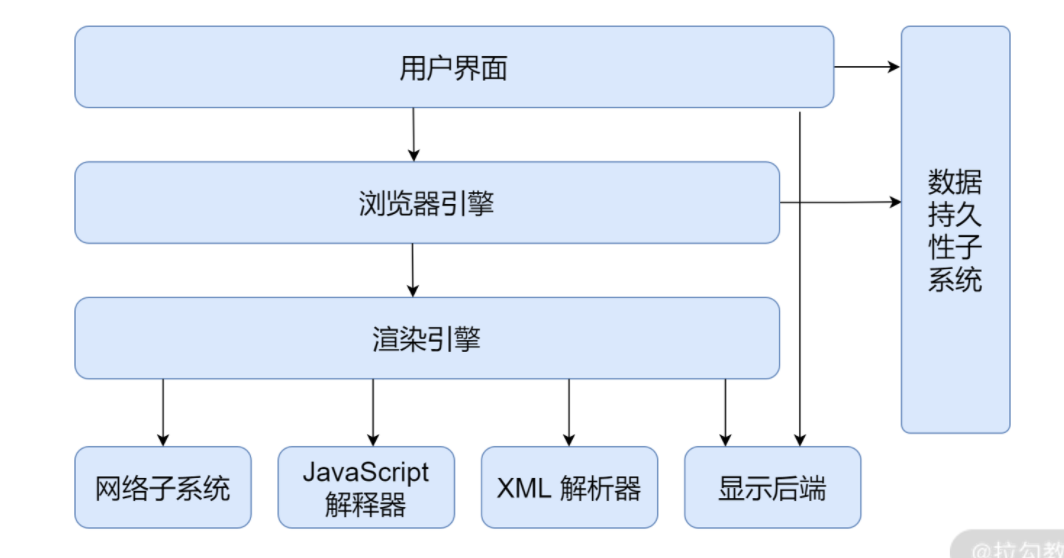 用户界面
浏览器引擎
数据
持久
性子
系统
渲染引擎
网络子系统
JavaScript
解释器
XML 解析器
显示后端
@拉勾教